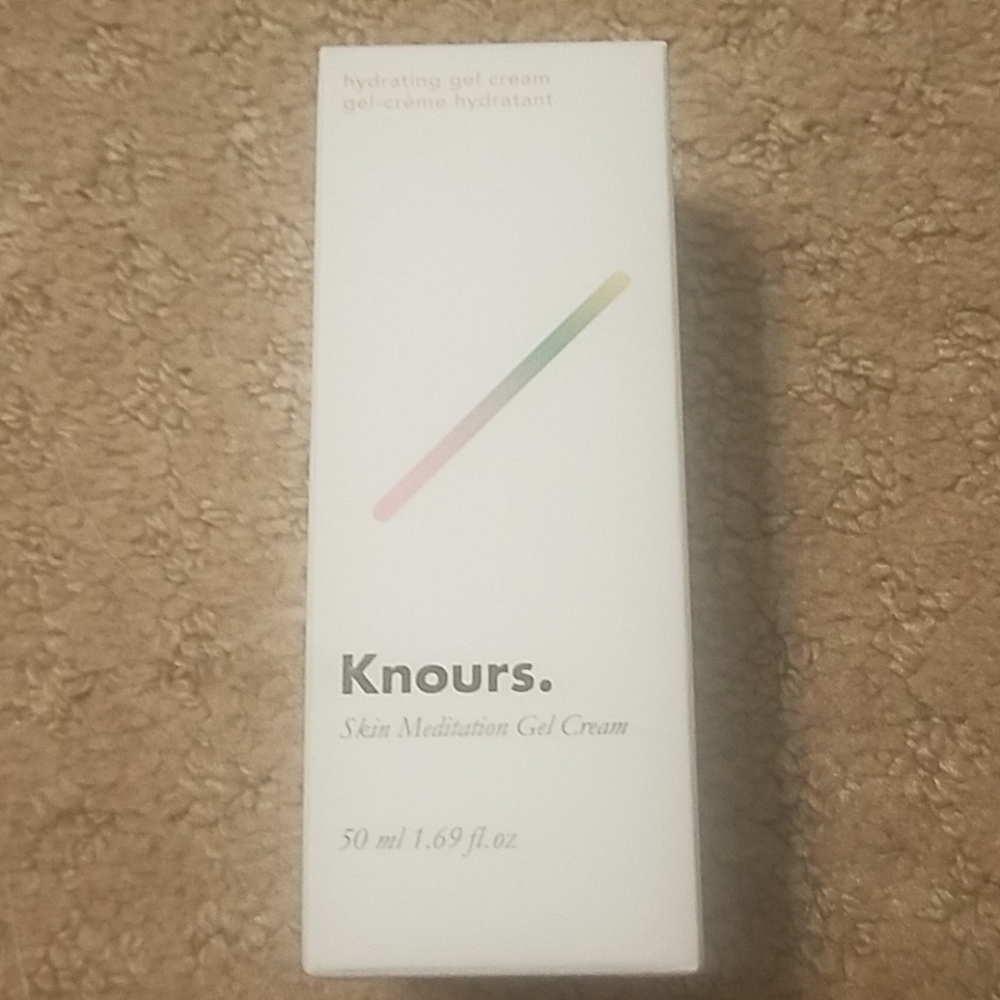 hydrating gel cream
gel-crème hydratant
Knours.
Skin Meditation Gel Cream
50 ml 1.69 fl.oz